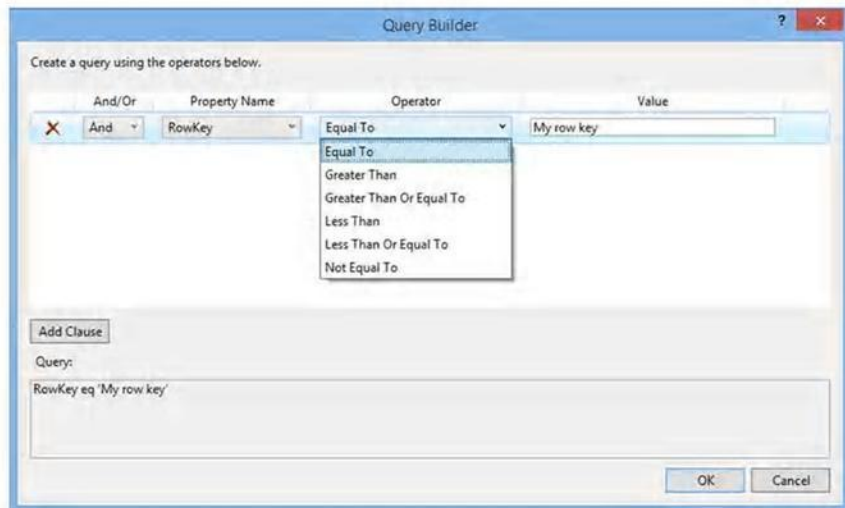 Query Builder
?
Create a query using the operators below.
And/Or Property Name Operator Value
And RowKey Equal To My row key
Equal To
Greater Than
Greater Than Or Equal To
Less Than
Less Than Or Equal To
Not Equal To
Add Clause
Query:
RowKey eq 'My row key'
OK Cancel